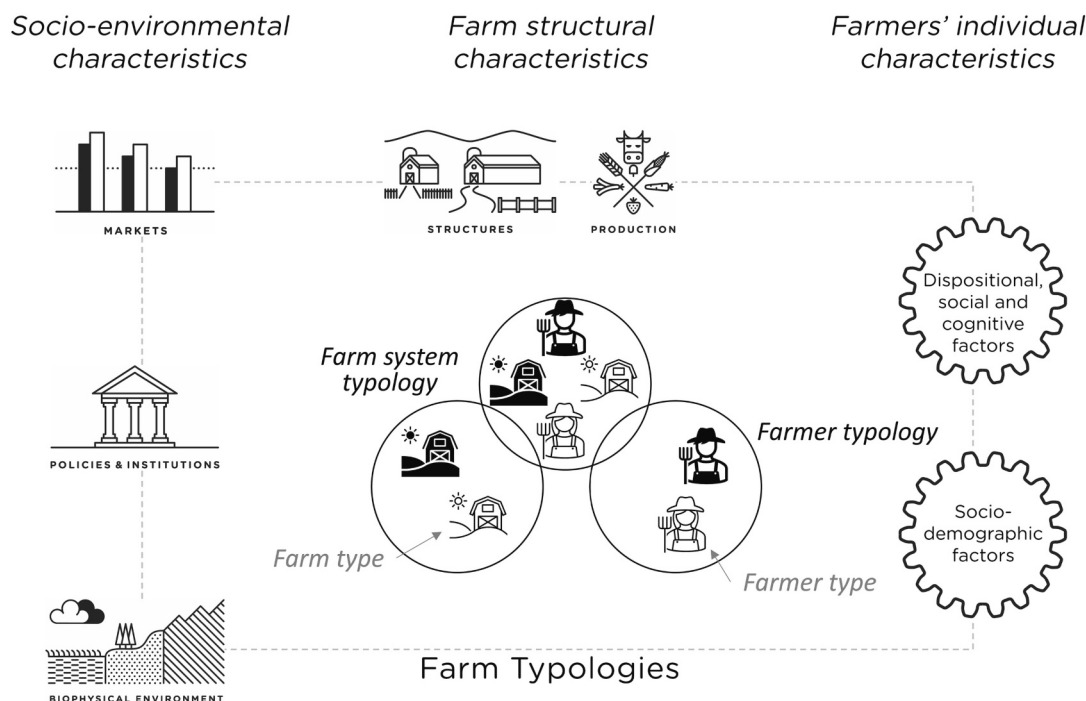 Socio-environmental
characteristics
Farm structural
characteristics
Farmers' individual
characteristics
MARKETS
STRUCTURES
PRODUCTION
Dispositional,
social and
cognitive
factors
Farm system
typology
Farmer typology
POLICIES & INSTITUTIONS
Socio-
demographic
factors
Farm type
Farmer type
Farm Typologies
BIOPHYSICAL ENVIRONMENT